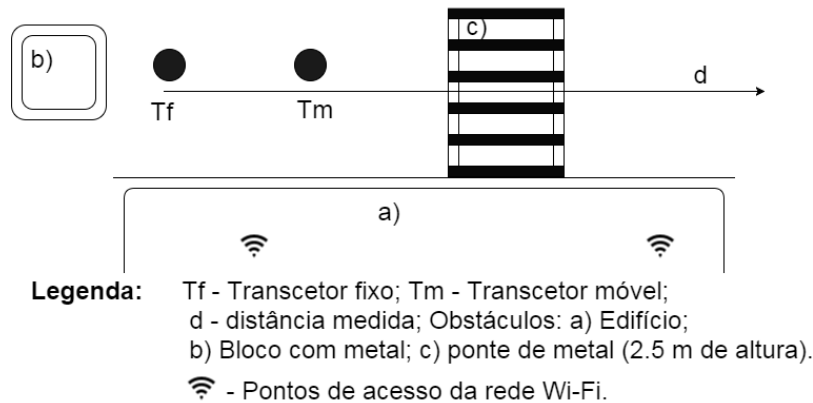 b)
c)
d
Tf
Tm
a)
Legenda: Tf - Transcetor fixo; Tm - Transcetor móvel;
d - distância medida; Obstáculos: a) Edifício;
b) Bloco com metal; c) ponte de metal (2.5 m de altura).
- Pontos de acesso da rede Wi-Fi.